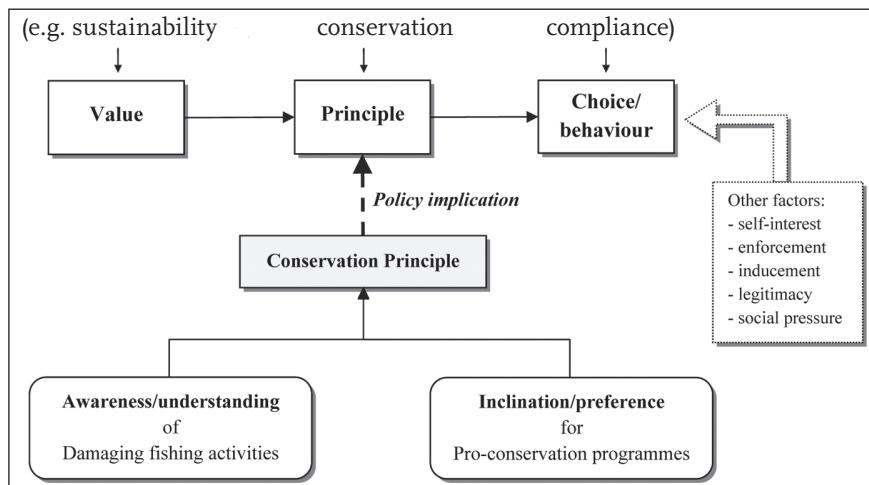 (e.g. sustainability conservation compliance)
Value
Principle
Choice/
behaviour
Policy implication
Other factors:
- self-interest
- enforcement
- inducement
- legitimacy
- social pressure
Conservation Principle
Awareness/understanding
of
Damaging fishing activities
Inclination/preference
for
Pro-conservation programmes